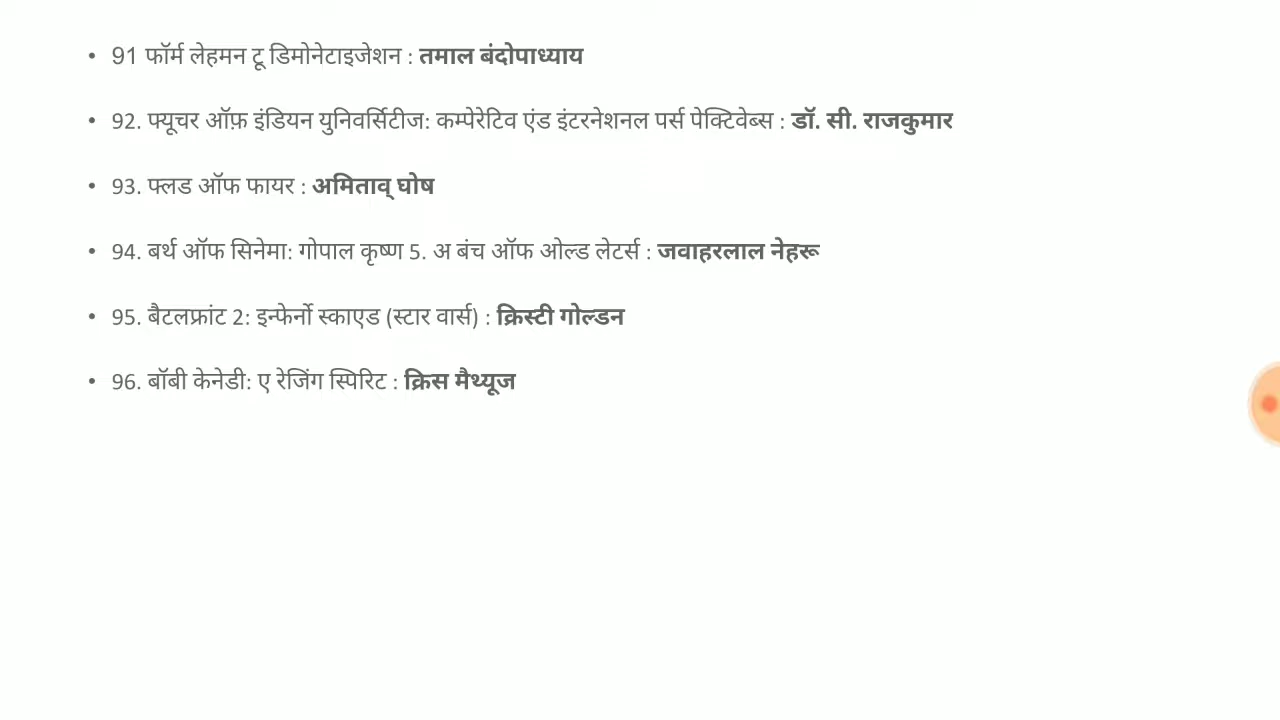 • 91 फॉर्म लेहमन टू डिमोनेटाइजेशन : तमाल बंदोपाध्याय
• 92. फ्यूचर ऑफ़ इंडियन युनिवर्सिटीज: कम्पेरेटिव एंड इंटरनेशनल पर्स पेक्टिवेब्स : डॉ. सी. राजकुमार
• 93. फ्लड ऑफ फायर : अमिताव् घोष
• 94. बर्थ ऑफ सिनेमा: गोपाल कृष्ण 5. अ बंच ऑफ ओल्ड लेटर्स : जवाहरलाल नेहरू
• 95. बैटलफ्रांट 2: इन्फेर्नो स्काएड (स्टार वार्स) : क्रिस्टी गोल्डन
• 96. बॉबी केनेडी: ए रेजिंग स्पिरिट : क्रिस मैथ्यूज